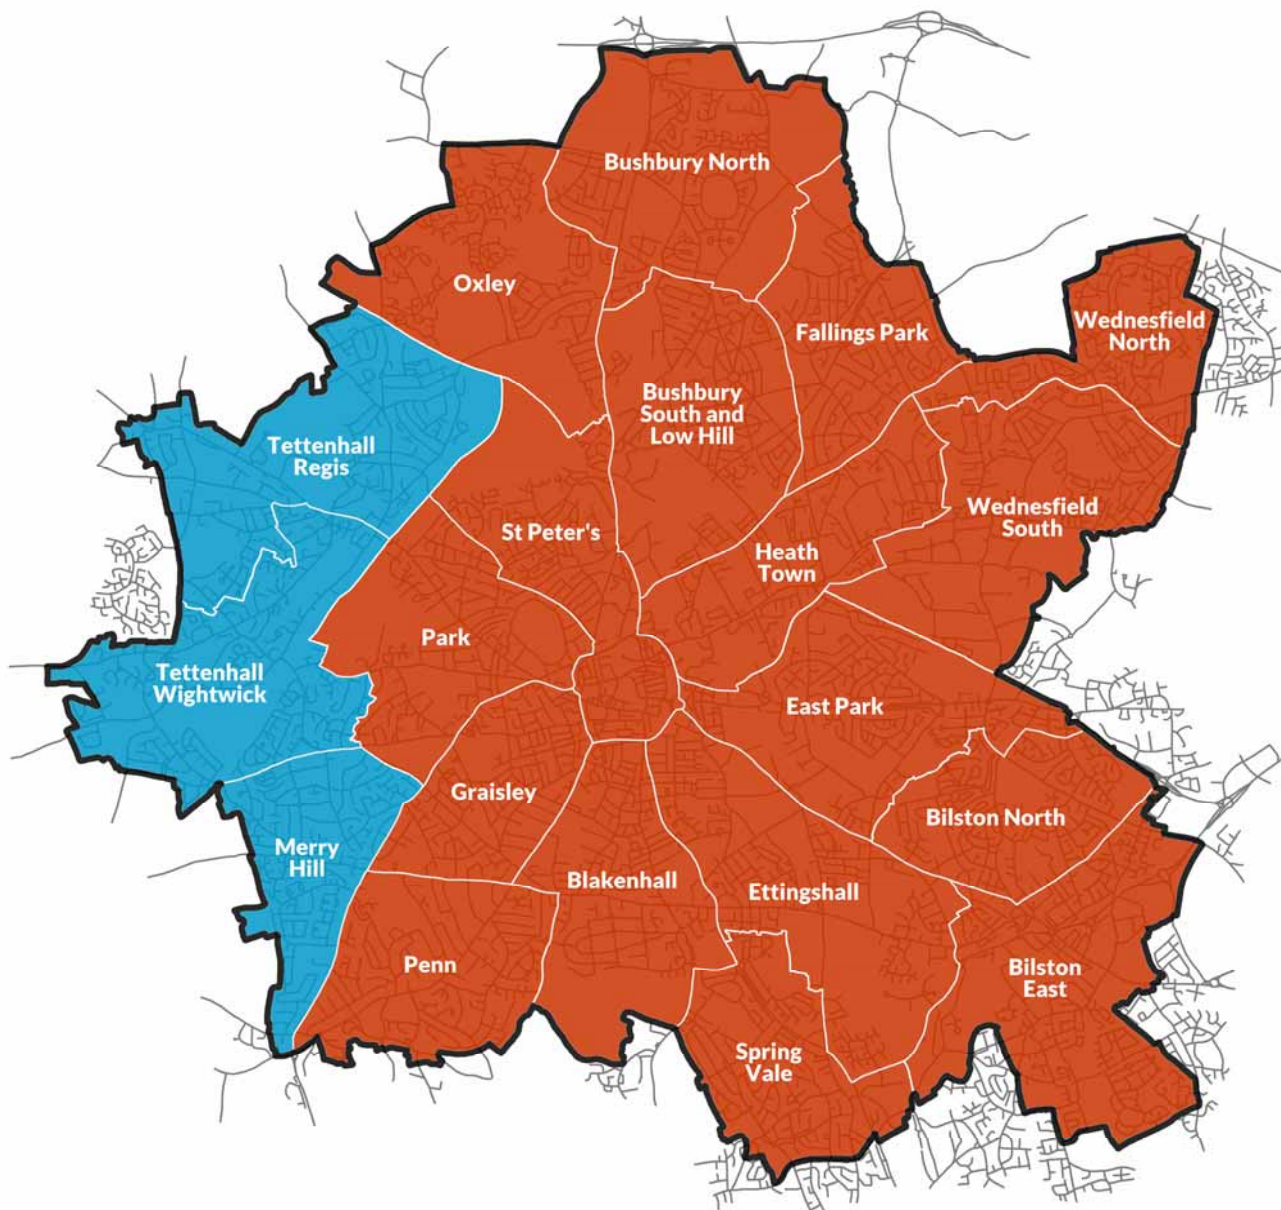 Bushbury North
Oxley
Fallings Park
Wednesfield
North
Bushbury
South and
Low Hill
Tettenhall
Regis
St Peter's
Heath
Town
Wednesfield
South
Park
Tettenhall
Wightwick
East Park
Graisley
Bilston North
Merry
Hill
Blakenhall
Ettingshall
Penn
Bilston
East
Spring
Vale